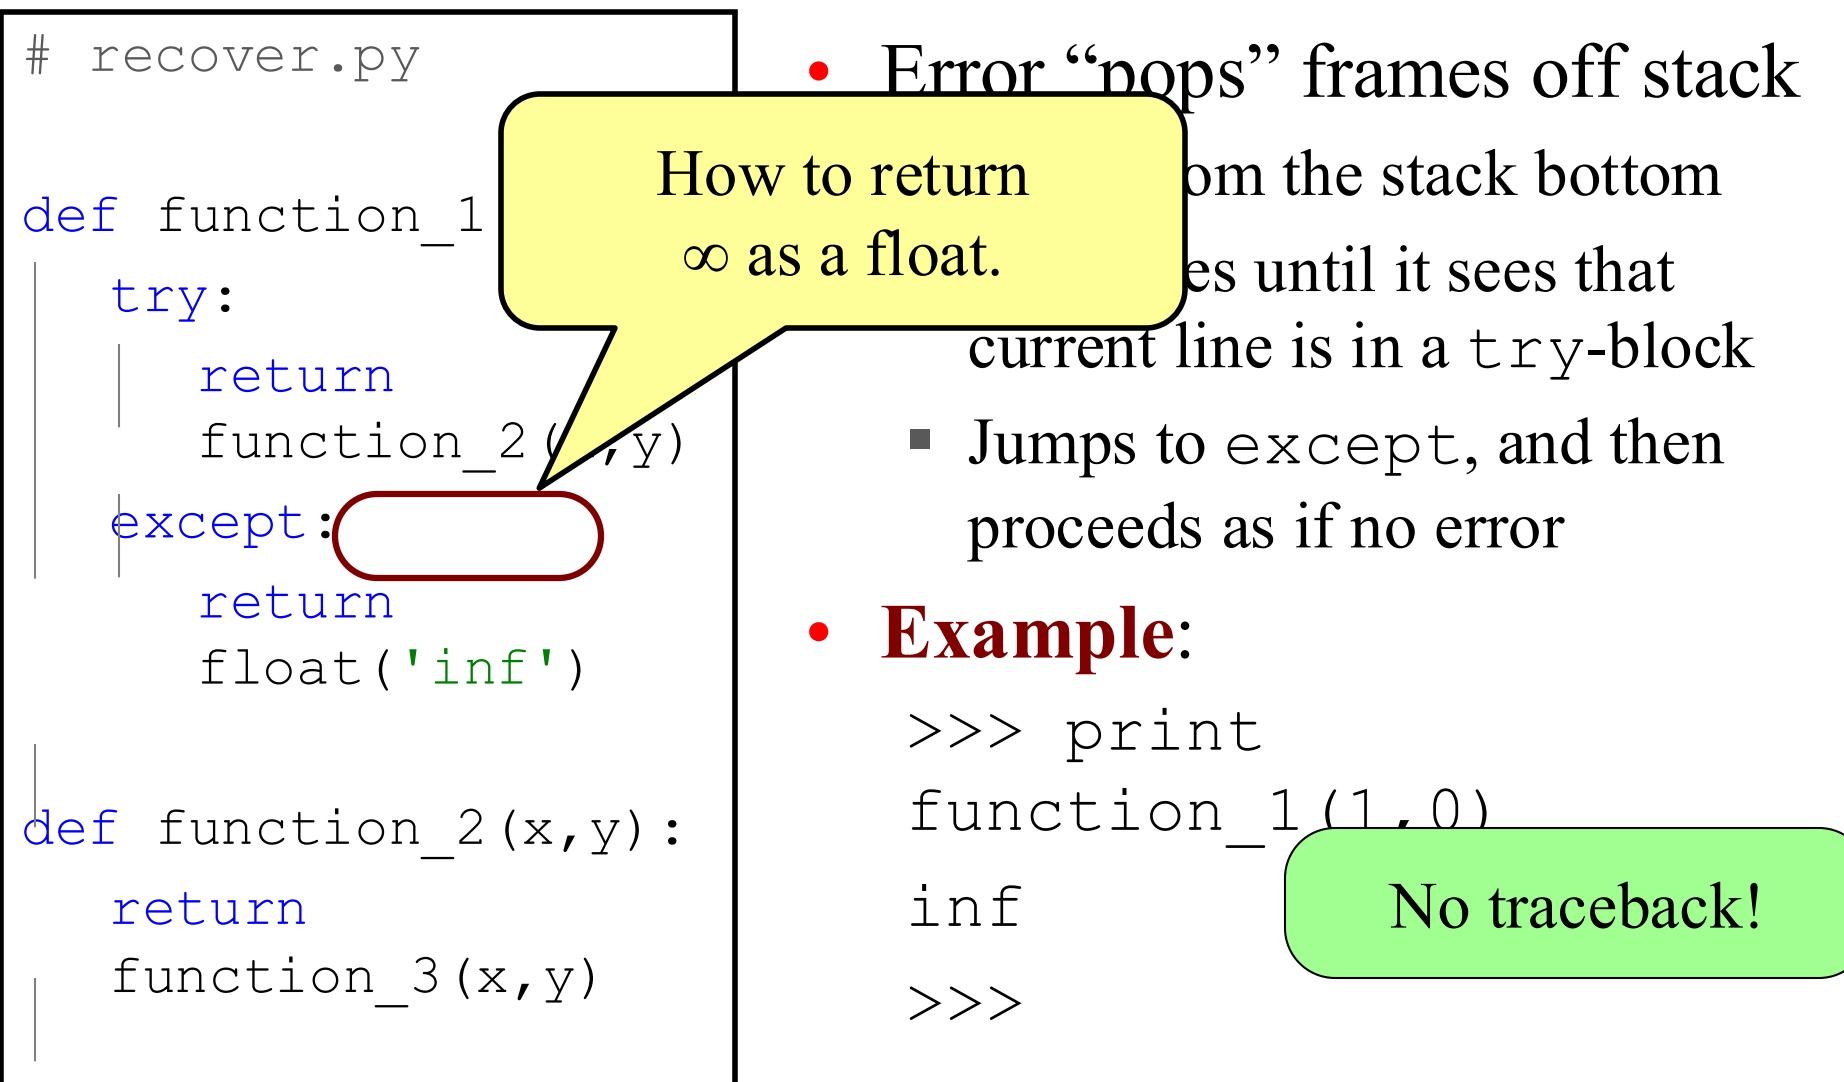 # recover.py
def function_1
try:
return
function_2( ,y)
except:
return
float('inf')
def function_2(x,y):
return
function_3(x,y)
How to return
∞ as a float.
• Error “pops” frames off stack
the stack bottom
until it sees that
current line is in a try-block
▪ Jumps to except, and then
proceeds as if no error
• Example:
>>> print
function_1(1,0)
inf
>>>
No traceback!